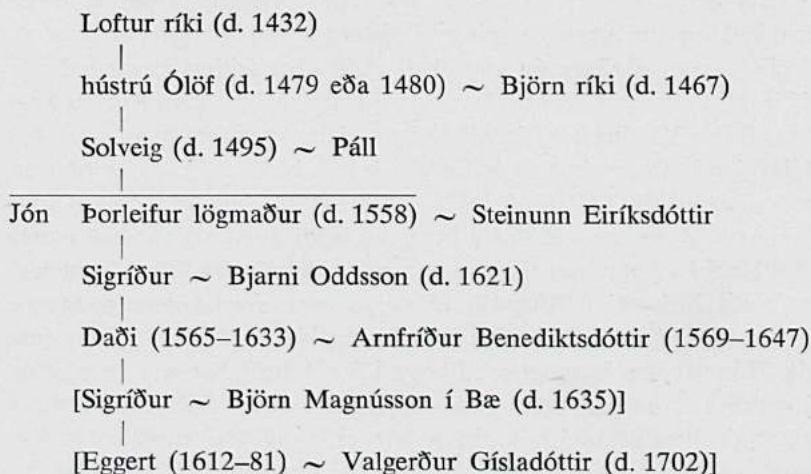 Loftur ríki (d. 1432)
hústrú Ólöf (d. 1479 eða 1480) ~ Björn ríki (d. 1467)
Solveig (d. 1495) ~ Páll
Jón Þorleifur lögmaður (d. 1558) ~ Steinunn Eiríksdóttir
Sigríður ~ Bjarni Oddsson (d. 1621)
Daði (1565–1633) ~ Arnfríður Benediktsdóttir (1569–1647)
[Sigríður ~ Björn Magnússon í Bæ (d. 1635)]
[Eggert (1612–81) ~ Valgerður Gísladóttir (d. 1702)]